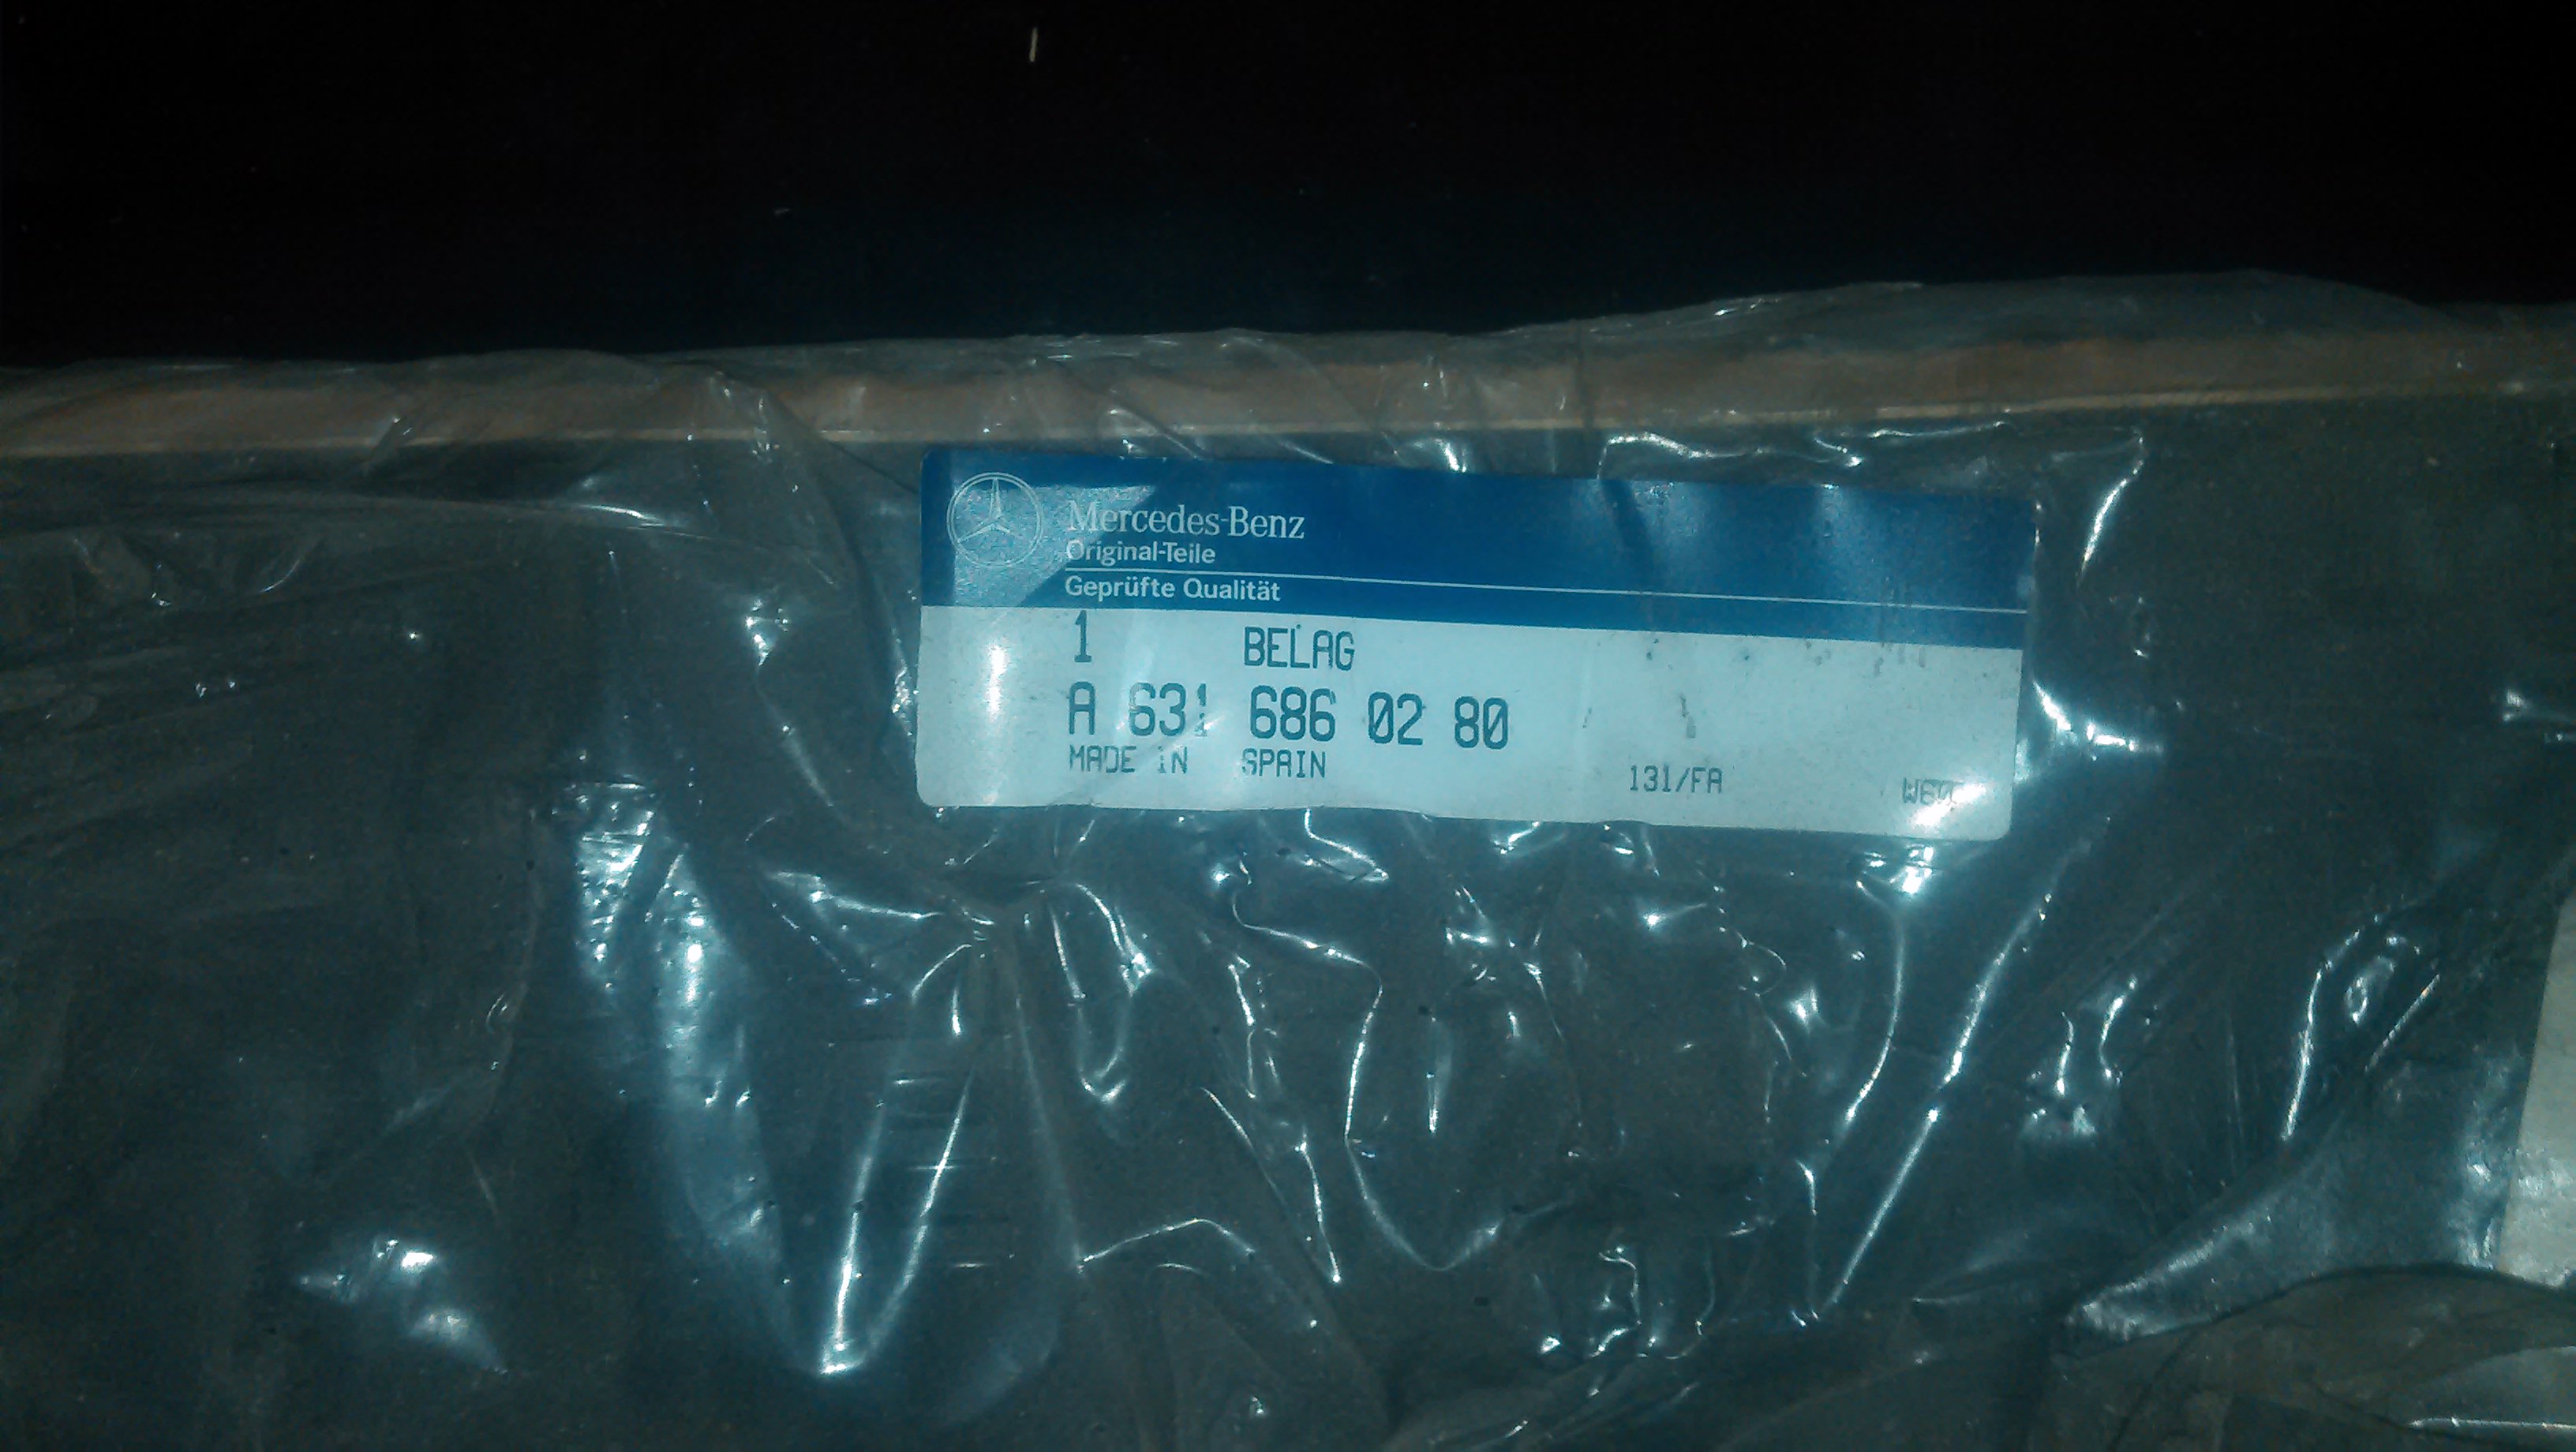 Mercedes-Benz
Original-Teile
Geprüfte Qualität
1 BELAG
A 631 686 02 80
MADE IN SPAIN
131/FA